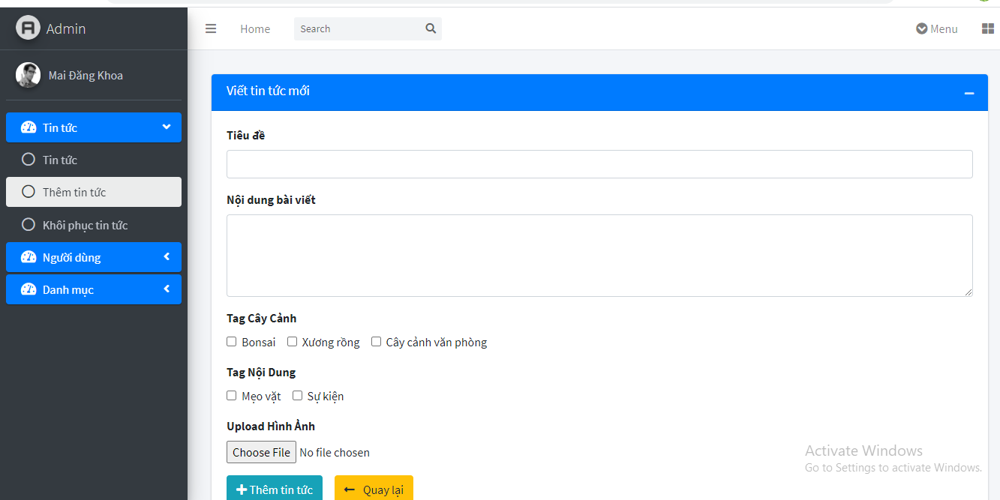 Admin
Home
Search
Menu
Mai Đăng Khoa
Viết tin tức mới
Tin tức
Tin tức
Thêm tin tức
Khôi phục tin tức
Người dùng
Danh mục
Tiêu đề
Nội dung bài viết
Tag Cây Cảnh
Bonsai Xương rồng Cây cảnh văn phòng
Tag Nội Dung
Mẹo vặt Sự kiện
Upload Hình Ảnh
Choose File No file chosen
Thêm tin tức Quay lại
Activate Windows
Go to Settings to activate Windows.